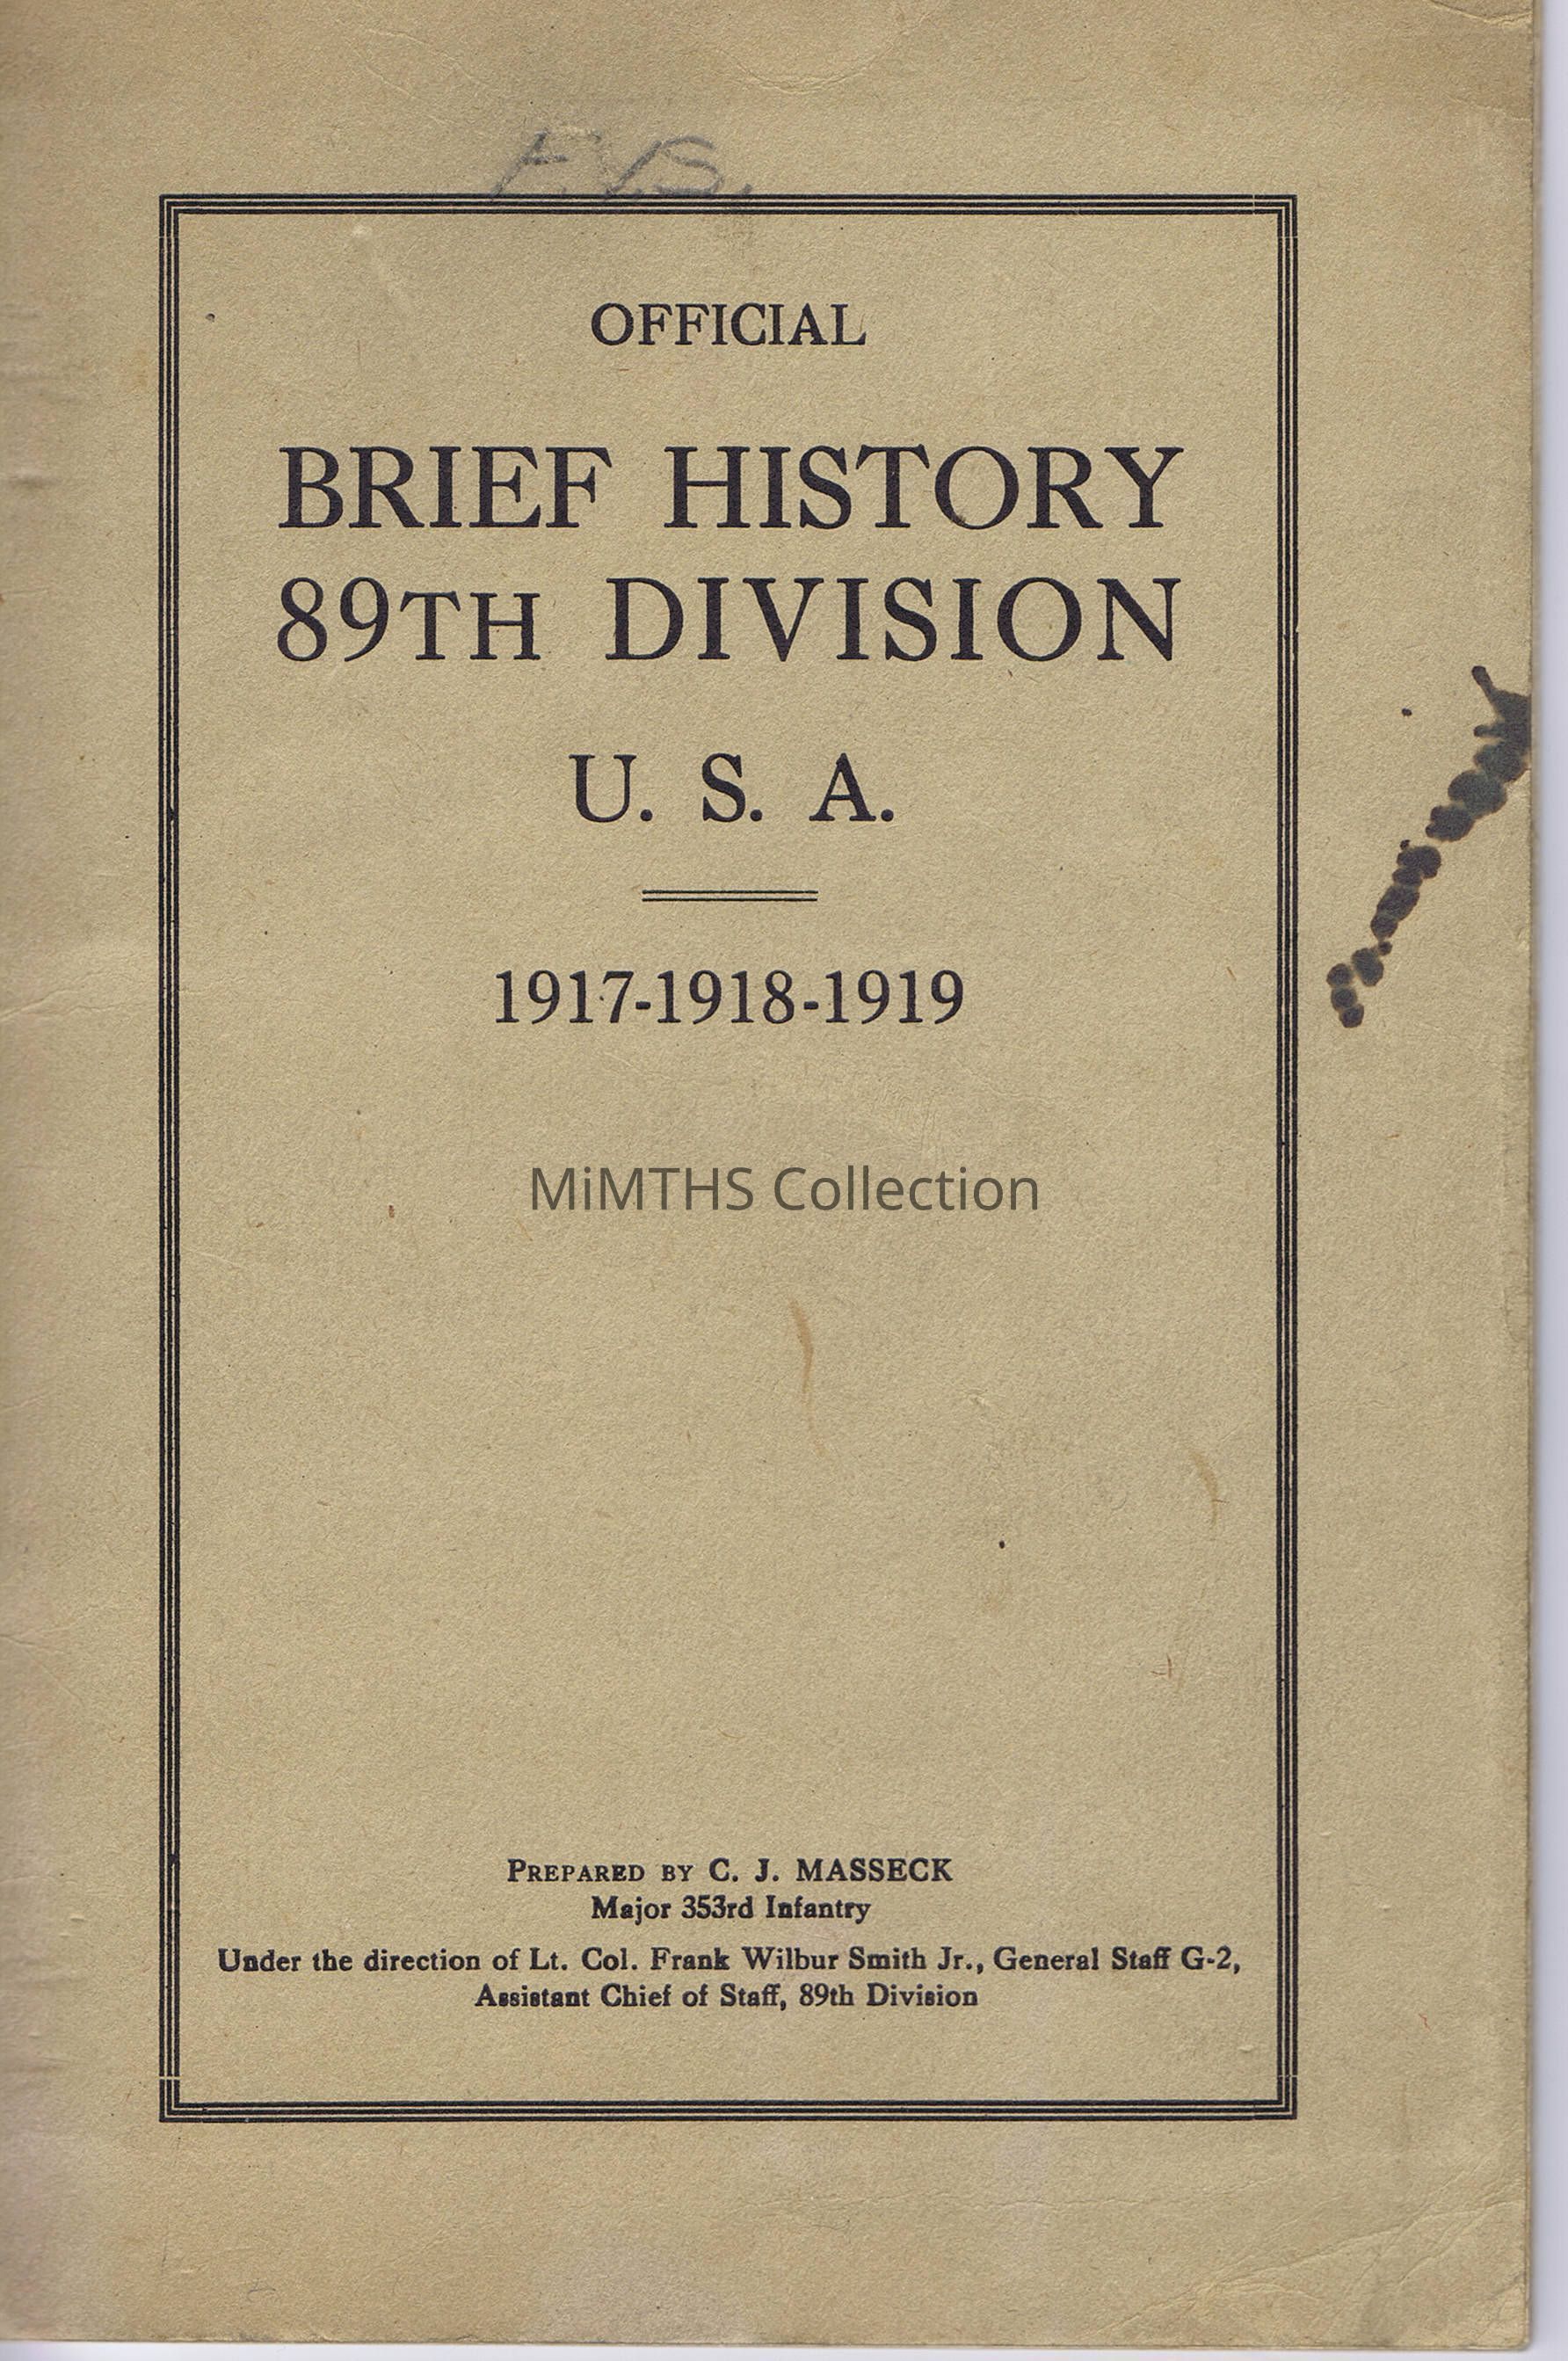 F.V.S.
OFFICIAL
BRIEF HISTORY
89TH DIVISION
U. S. A.
1917-1918-1919
MiMTHS Collection
PREPARED BY C. J. MASSECK
Major 353rd Infantry
Under the direction of Lt. Col. Frank Wilbur Smith Jr., General Staff G-2,
Assistant Chief of Staff, 89th Division